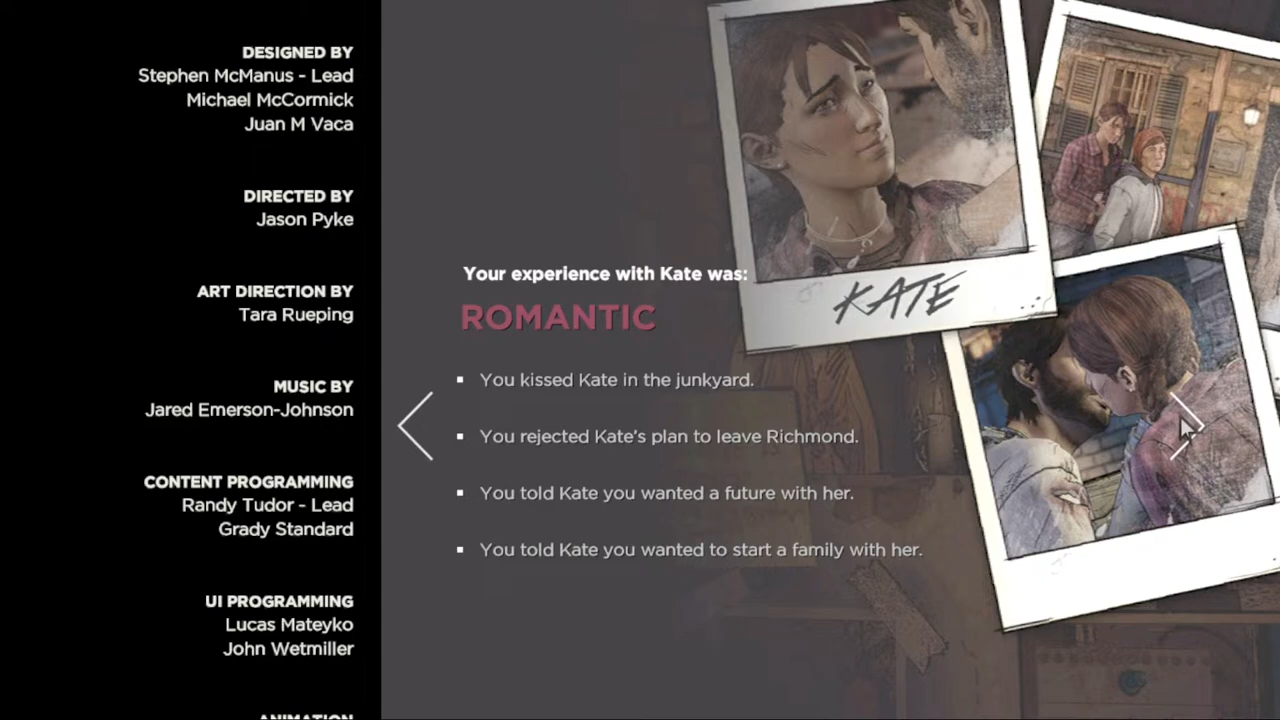 DESIGNED BY
Stephen McManus - Lead
Michael McCormick
Juan M Vaca
DIRECTED BY
Jason Pyke
ART DIRECTION BY
Tara Rueping
MUSIC BY
Jared Emerson-Johnson
CONTENT PROGRAMMING
Randy Tudor - Lead
Grady Standard
UI PROGRAMMING
Lucas Mateyko
John Wetmiller
ANIMATION
KATE
Your experience with Kate was:
ROMANTIC
▪ You kissed Kate in the junkyard.
▪ You rejected Kate's plan to leave Richmond.
▪ You told Kate you wanted a future with her.
▪ You told Kate you wanted to start a family with her.